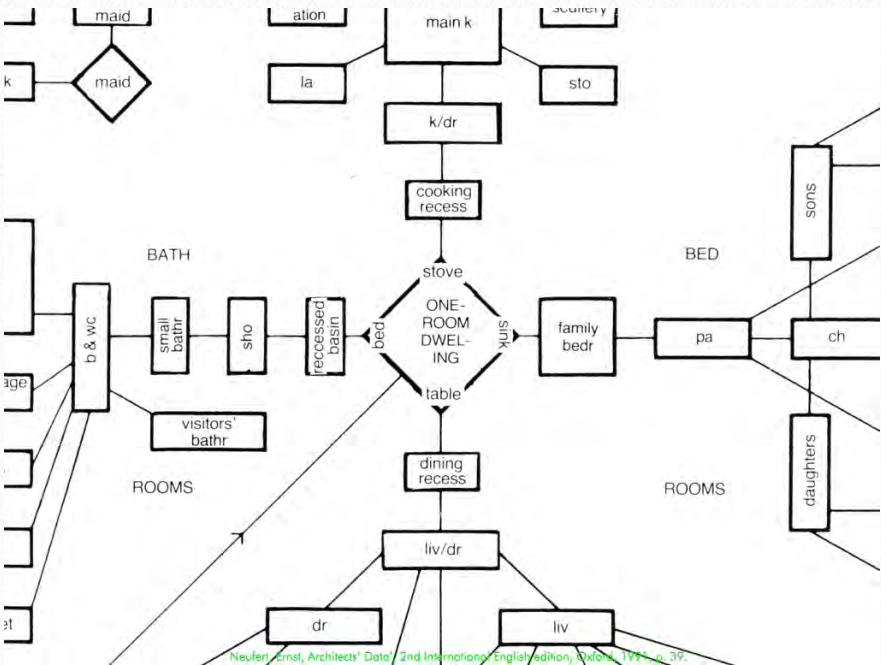 maid
ation
main k
scullery
k
maid
la
sto
k/dr
cooking
recess
sons
BATH
BED
stove
ONE-
ROOM
DWEL-
ING
bed
sink
table
b & wc
small
bathr
sho
reccessed
basin
family
bedr
pa
ch
age
visitors'
bathr
daughters
dining
recess
ROOMS
ROOMS
liv/dr
et
dr
liv
Neufert, Ernst, Architects' Data, 2nd International English edition, Oxford, 1991, p. 39.